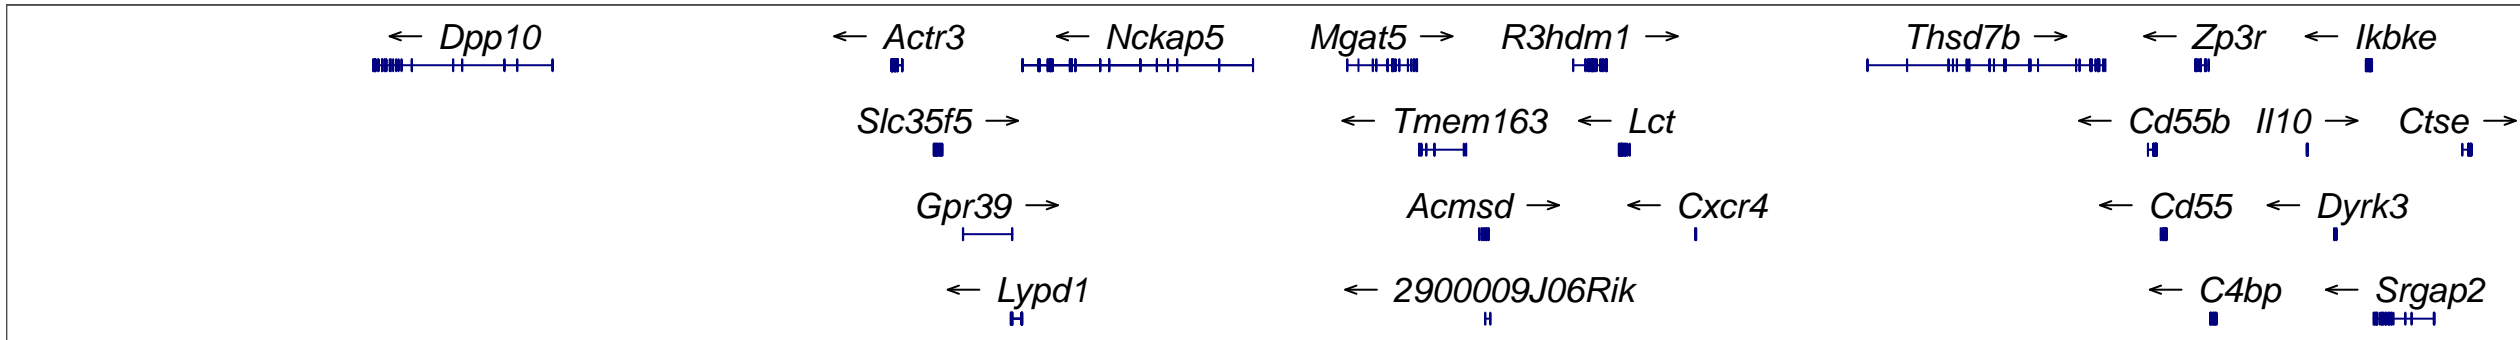 ← Dpp10 ← Actr3 ← Nckap5 Mgat5 → R3hdm1 → Thsd7b → ← Zp3r ← Ikbke
Slc35f5 → ← Tmem163 ← Lct ← Cd55b Il10 → Ctse →
Gpr39 → Acmsd → ← Cxcr4 ← Cd55 ← Dyrk3
← Lypd1 ← 2900009J06Rik ← C4bp ← Srgap2